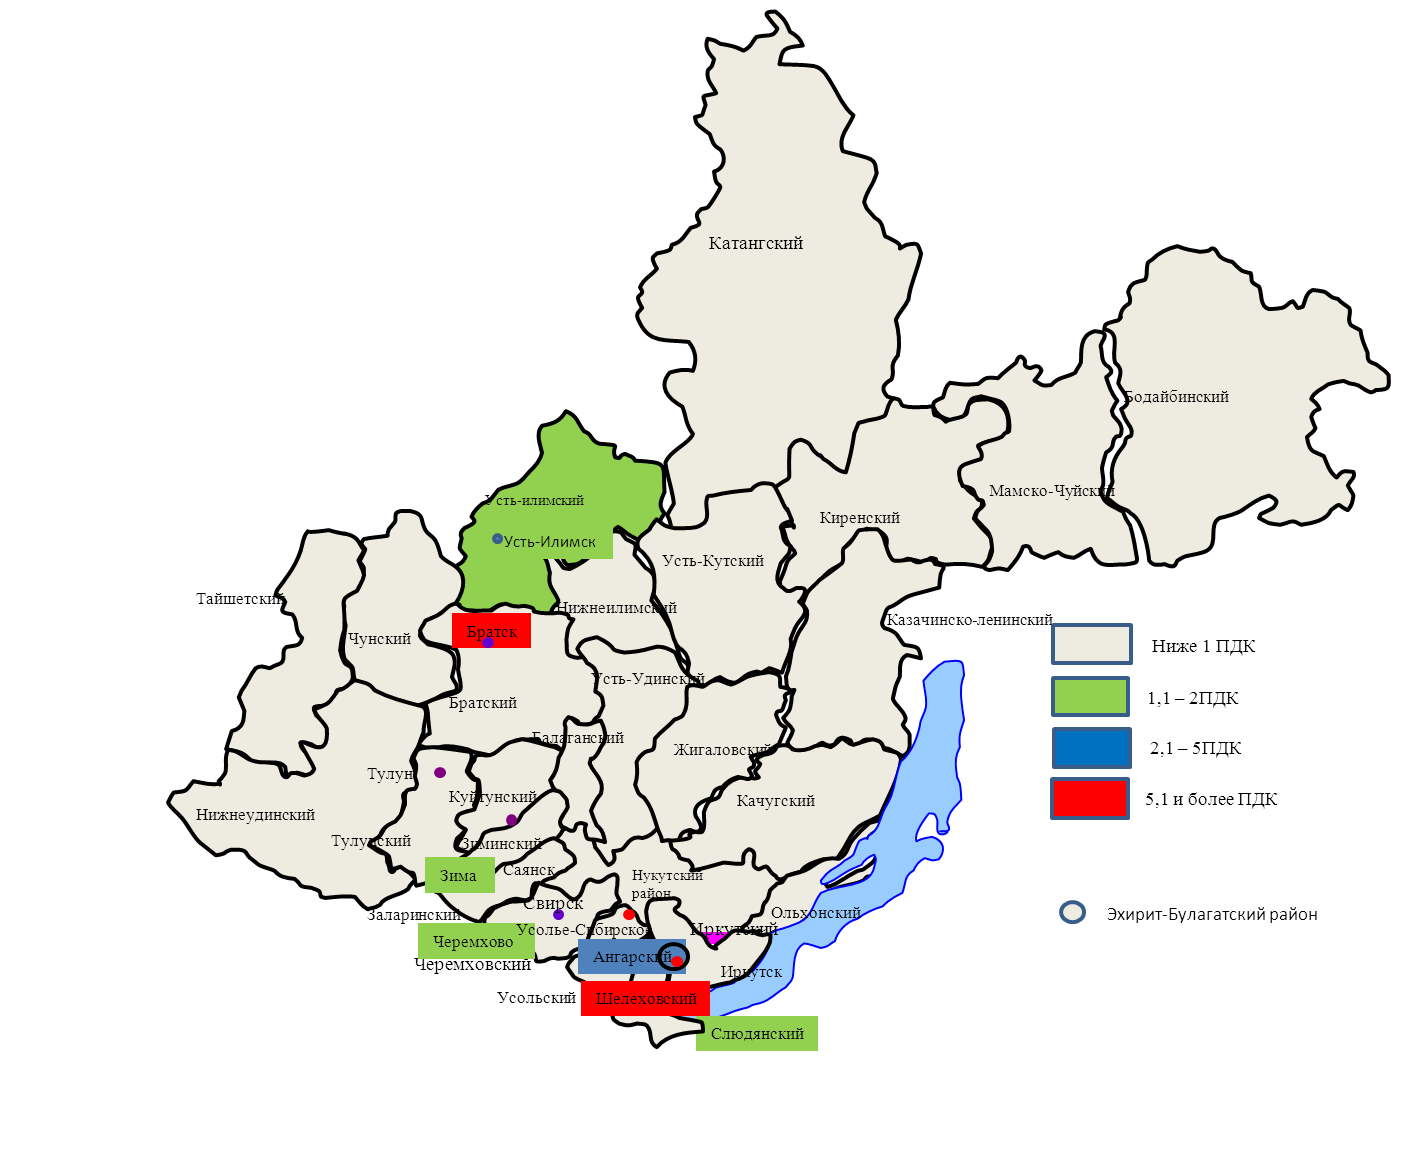 Катангский
Бодайбинский
Мамско-Чуйский
Усть-илимский
Киренский
Усть-Илимск
Усть-Кутский
Тайшетский
Нижнеилимский
Казачинско-ленинский
Братск
Чунский
Ниже 1 ПДК
Усть-Удинский
1,1 – 2ПДК
Братский
Балаганский
Жигаловский
2,1 – 5ПДК
Тулун
Куйтунский
Качугский
5,1 и более ПДК
Нижнеудинский
Тулунский
Зиминский
Саянск
Зима
Нукутский
район
Свирск
Заларинский
Ольхонский
Эхирит-Булагатский район
Усолье-Сибирское
Иркутский
Черемхово
Ангарский
Черемховский
Иркутск
Усольский
Шелеховский
Слюдянский